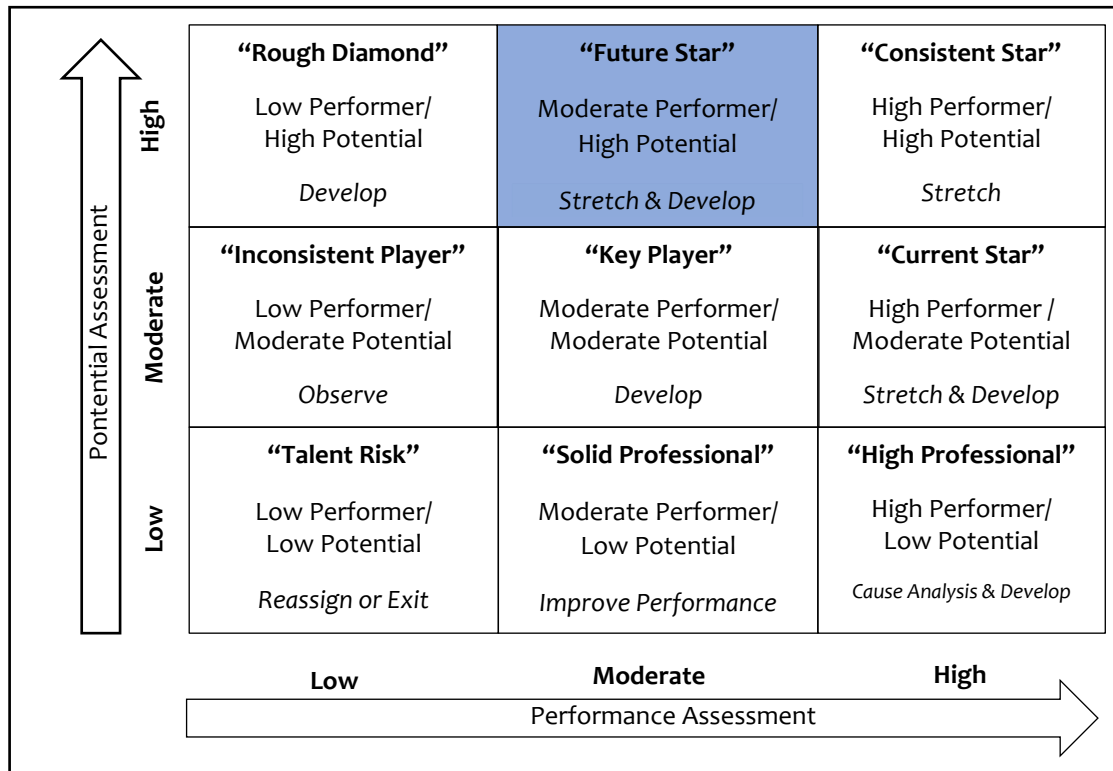 Pontential Assessment
High
Moderate
Low
“Rough Diamond”
Low Performer/
High Potential
Develop
“Future Star”
Moderate Performer/
High Potential
Stretch & Develop
“Consistent Star”
High Performer/
High Potential
Stretch
“Inconsistent Player”
Low Performer/
Moderate Potential
Observe
“Key Player”
Moderate Performer/
Moderate Potential
Develop
“Current Star”
High Performer /
Moderate Potential
Stretch & Develop
“Talent Risk”
Low Performer/
Low Potential
Reassign or Exit
“Solid Professional”
Moderate Performer/
Low Potential
Improve Performance
“High Professional”
High Performer/
Low Potential
Cause Analysis & Develop
Low
Moderate
High
Performance Assessment